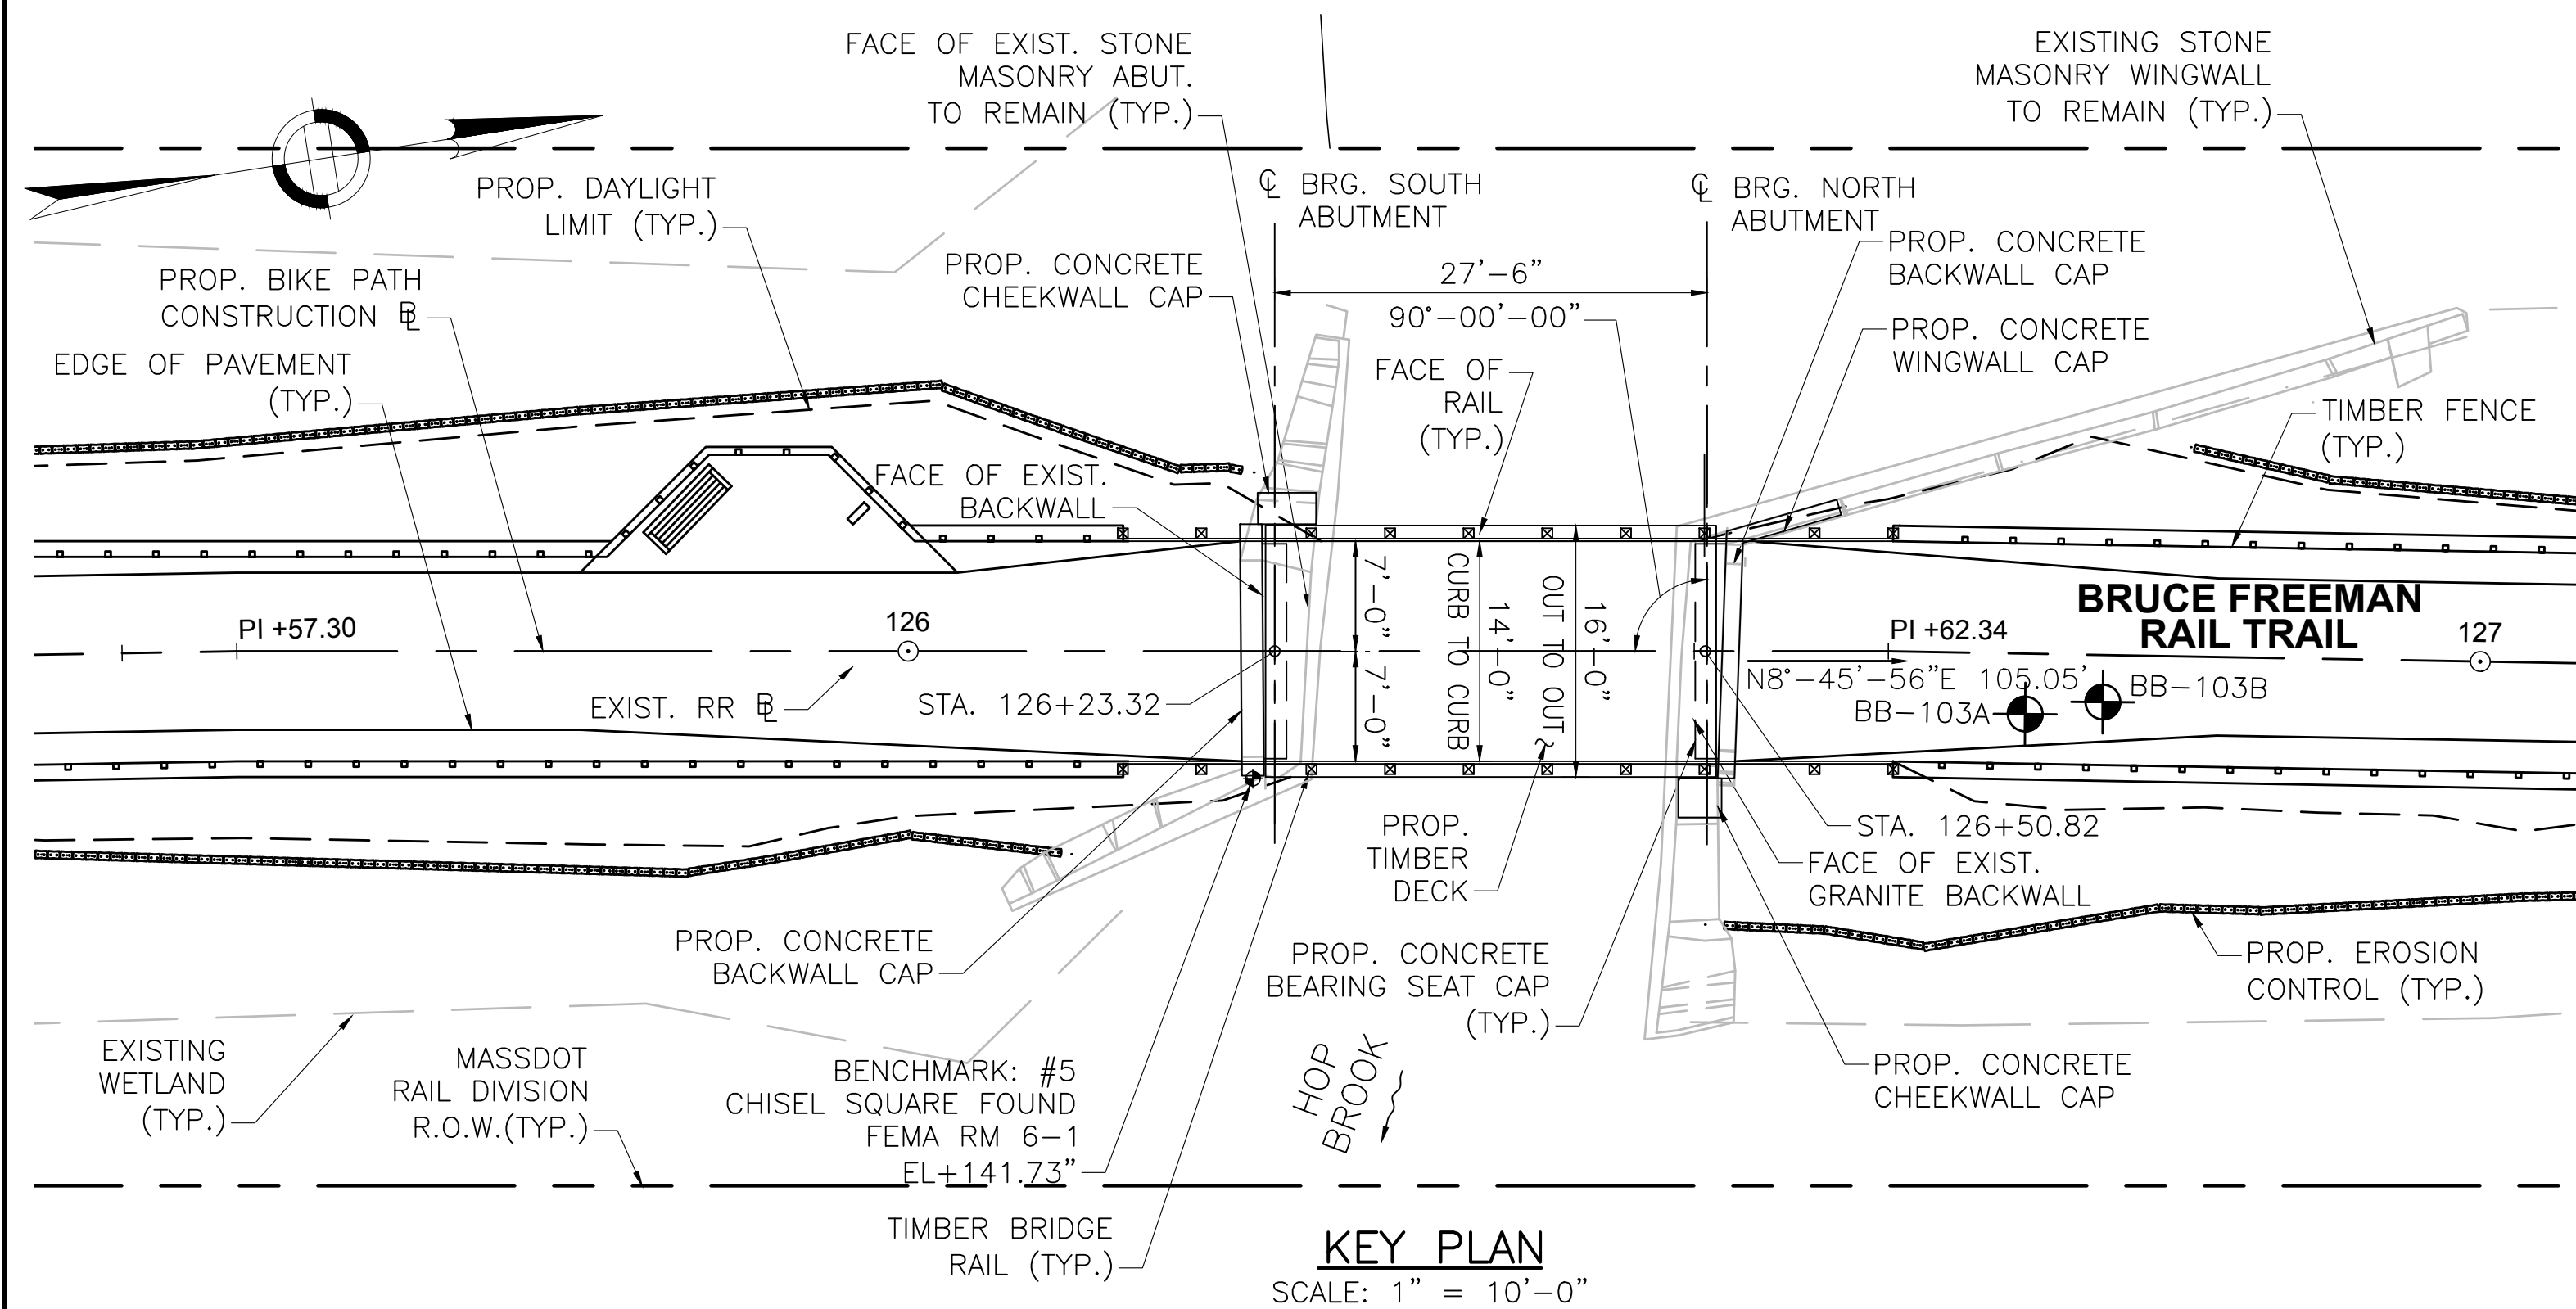 FACE OF EXIST. STONE
MASONRY ABUT.
TO REMAIN (TYP.)
EXISTING STONE
MASONRY WINGWALL
TO REMAIN (TYP.)
PROP. DAYLIGHT
LIMIT (TYP.)
℄ BRG. SOUTH
ABUTMENT
℄ BRG. NORTH
ABUTMENT
PROP. CONCRETE
BACKWALL CAP
PROP. CONCRETE
CHEEKWALL CAP
PROP. BIKE PATH
CONSTRUCTION BL
27'-6"
90°-00'-00"
PROP. CONCRETE
WINGWALL CAP
EDGE OF PAVEMENT
(TYP.)
FACE OF
RAIL
(TYP.)
TIMBER FENCE
(TYP.)
FACE OF EXIST.
BACKWALL
7'-0"
7'-0"
CURB TO CURB
14'-0"
OUT TO OUT
16'-0"
BRUCE FREEMAN
RAIL TRAIL
PI +57.30
126
PI +62.34
127
N8°-45'-56"E 105.05'
BB-103A
BB-103B
EXIST. RR BL
STA. 126+23.32
STA. 126+50.82
PROP.
TIMBER
DECK
FACE OF EXIST.
GRANITE BACKWALL
PROP. CONCRETE
BACKWALL CAP
PROP. CONCRETE
BEARING SEAT CAP
(TYP.)
PROP. EROSION
CONTROL (TYP.)
EXISTING
WETLAND
(TYP.)
MASSDOT
RAIL DIVISION
R.O.W.(TYP.)
BENCHMARK: #5
CHISEL SQUARE FOUND
FEMA RM 6-1
EL+141.73"
HOP
BROOK
PROP. CONCRETE
CHEEKWALL CAP
TIMBER BRIDGE
RAIL (TYP.)
KEY PLAN
SCALE: 1" = 10'-0"